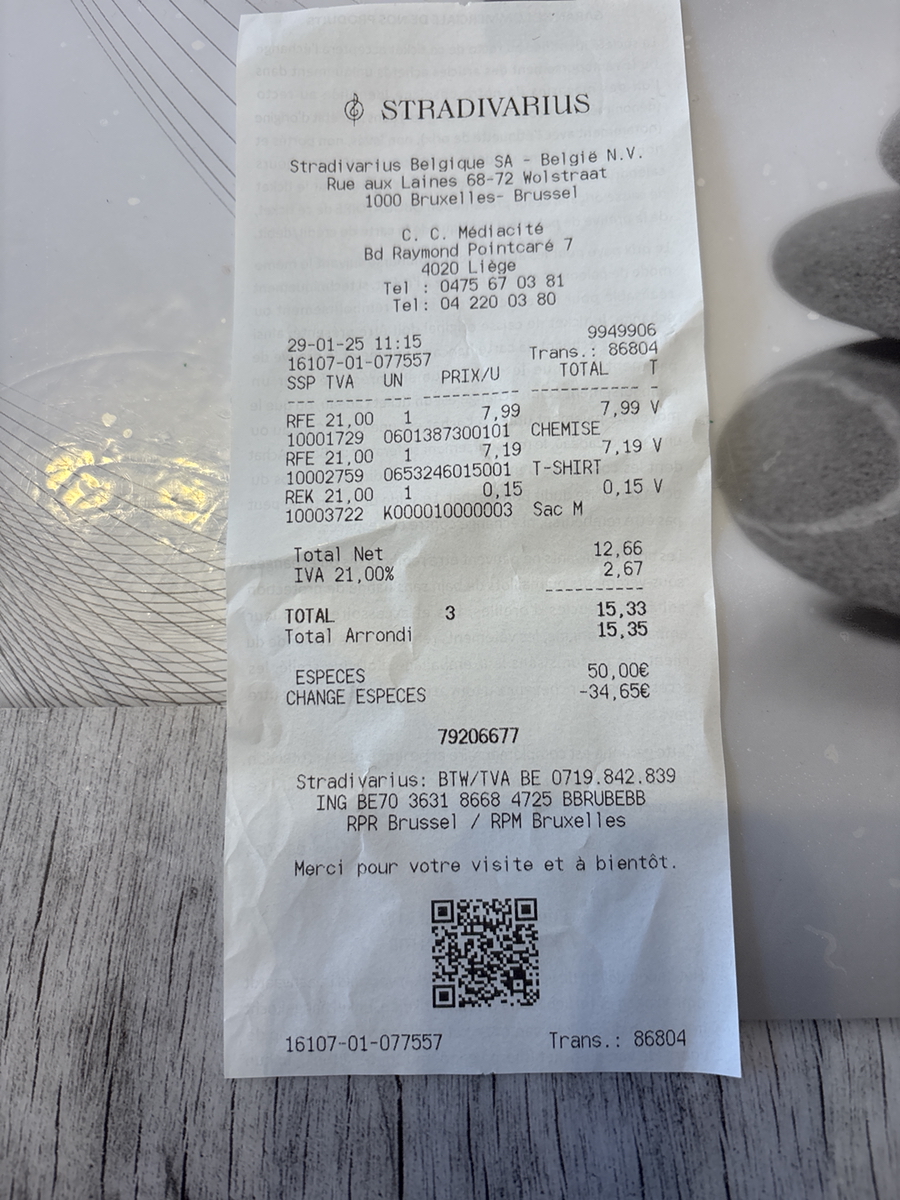 STRADIVARIUS
Stradivarius Belgique SA - België N.V.
Rue aux Laines 68-72 Wolstraat
1000 Bruxelles- Brussel
C. C. Médiacité
Bd Raymond Pointcaré 7
4020 Liège
Tel : 0475 67 03 81
Tel: 04 220 03 80
29-01-25 11:15 9949906
16107-01-077557 Trans.: 86804
SSP TVA UN PRIX/U TOTAL T
--- ----- --- --------- ------------ -
RFE 21,00 1 7,99 7,99 V
10001729 0601387300101 CHEMISE
RFE 21,00 1 7,19 7,19 V
10002759 0653246015001 T-SHIRT
REK 21,00 1 0,15 0,15 V
10003722 K000010000003 Sac M
Total Net 12,66
IVA 21,00% 2,67
----------
TOTAL 3 15,33
Total Arrondi 15,35
ESPECES 50,00€
CHANGE ESPECES -34,65€
79206677
Stradivarius: BTW/TVA BE 0719.842.839
ING BE70 3631 8668 4725 BBRUBEBB
RPR Brussel / RPM Bruxelles
Merci pour votre visite et à bientôt.
16107-01-077557 Trans.: 86804